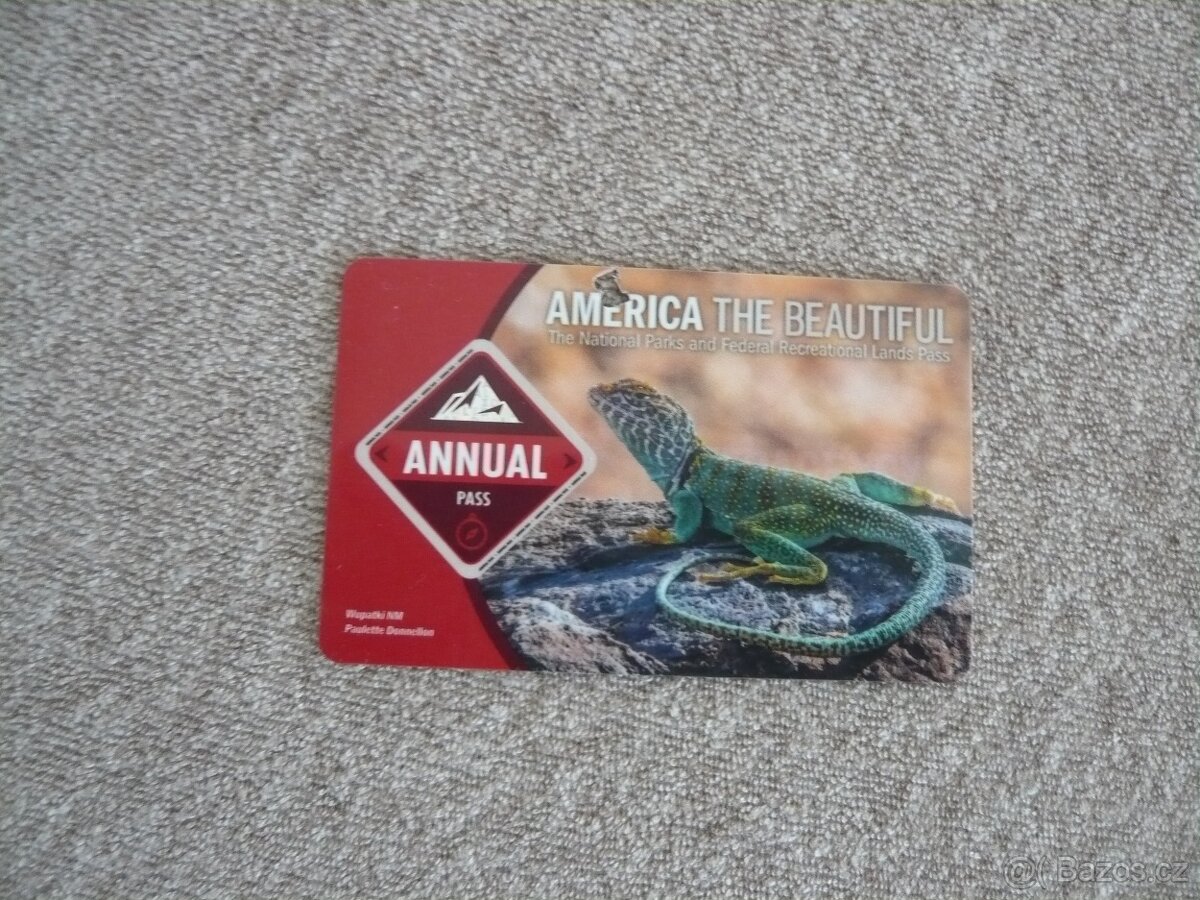 AMERICA THE BEAUTIFUL
The National Parks and Federal Recreational Lands Pass
ANNUAL
PASS
Wupatki NM
Paulette Donnellon
@( Bazos.cz